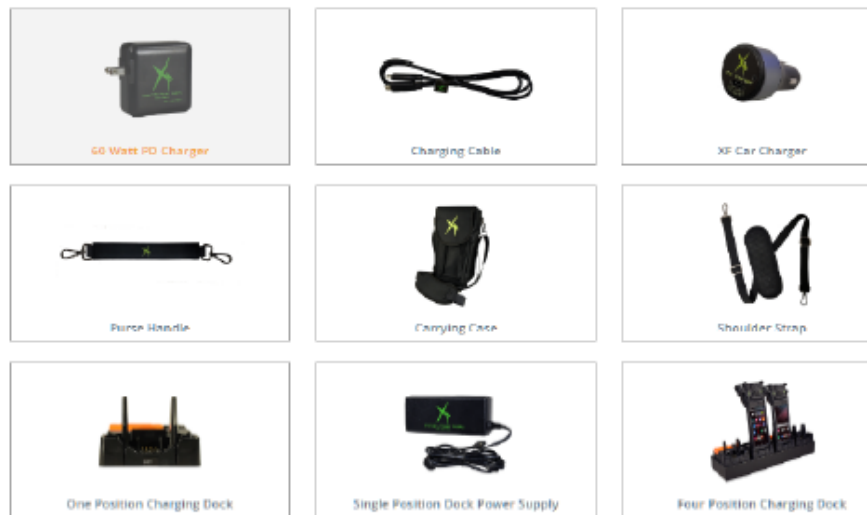 60 Watt PD Charger
Charging Cable
XF Car Charger
Purse Handle
Carrying Case
Shoulder Strap
One Position Charging Dock
Single Position Dock Power Supply
Four Position Charging Dock